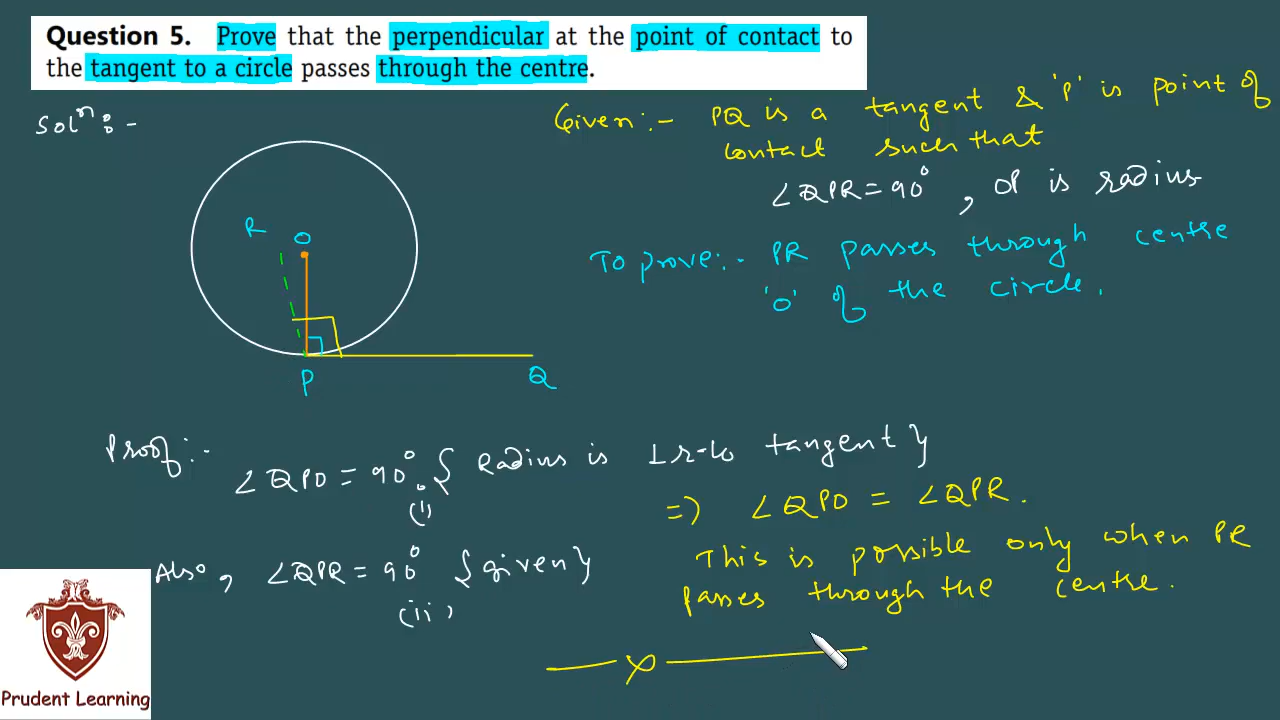 Question 5. Prove that the perpendicular at the point of contact to
the tangent to a circle passes through the centre.
Solⁿ :-
Given :- PQ is a tangent & 'P' is point of
contact such that
∠QPR = 90°, OP is radius
To prove :- PR passes through centre
'O' of the circle.
R
O
P
Q
Proof :-
∠QPO = 90° { Radius is ⊥r to tangent }
(i)
Also, ∠QPR = 90° { given }
(ii)
=> ∠QPO = ∠QPR.
This is possible only when PR
passes through the centre.
Prudent Learning